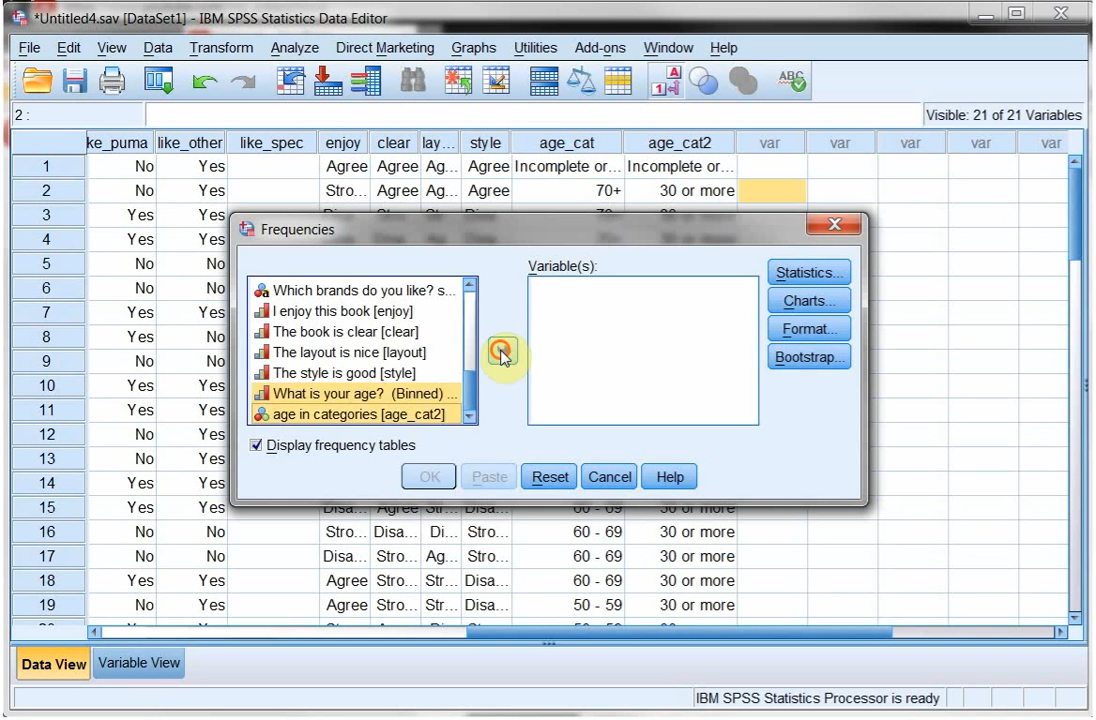 *Untitled4.sav [DataSet1] - IBM SPSS Statistics Data Editor
File Edit View Data Transform Analyze Direct Marketing Graphs Utilities Add-ons Window Help
2 :
Visible: 21 of 21 Variables
ke_puma like_other like_spec enjoy clear lay... style age_cat age_cat2 var var var var var
1 No Yes Agree Agree Ag... Agree Incomplete or... Incomplete or...
2 No Yes Stro... Agree Ag... Agree 70+ 30 or more
3 Yes Yes
4 Yes Yes
5 No No
6 No No
7 Yes Yes
8 No Yes
9 No No
10 Yes Yes
11 Yes Yes
12 No No
13 No Yes
14 Yes Yes
15 Yes Yes Disa... Agree Stro... Disa... 60 - 69 30 or more
16 No No Stro... Disa... Di... Stro... 60 - 69 30 or more
17 No No Disa... Stro... Ag... Stro... 60 - 69 30 or more
18 Yes Yes Agree Stro... Str... Disa... 60 - 69 30 or more
19 No Yes Agree Stro... Str... Disa... 50 - 59 30 or more
Frequencies
Variable(s):
Which brands do you like? s...
I enjoy this book [enjoy]
The book is clear [clear]
The layout is nice [layout]
The style is good [style]
What is your age? (Binned) ...
age in categories [age_cat2]
Statistics...
Charts...
Format...
Bootstrap...
Display frequency tables
OK Paste Reset Cancel Help
Data View Variable View
IBM SPSS Statistics Processor is ready